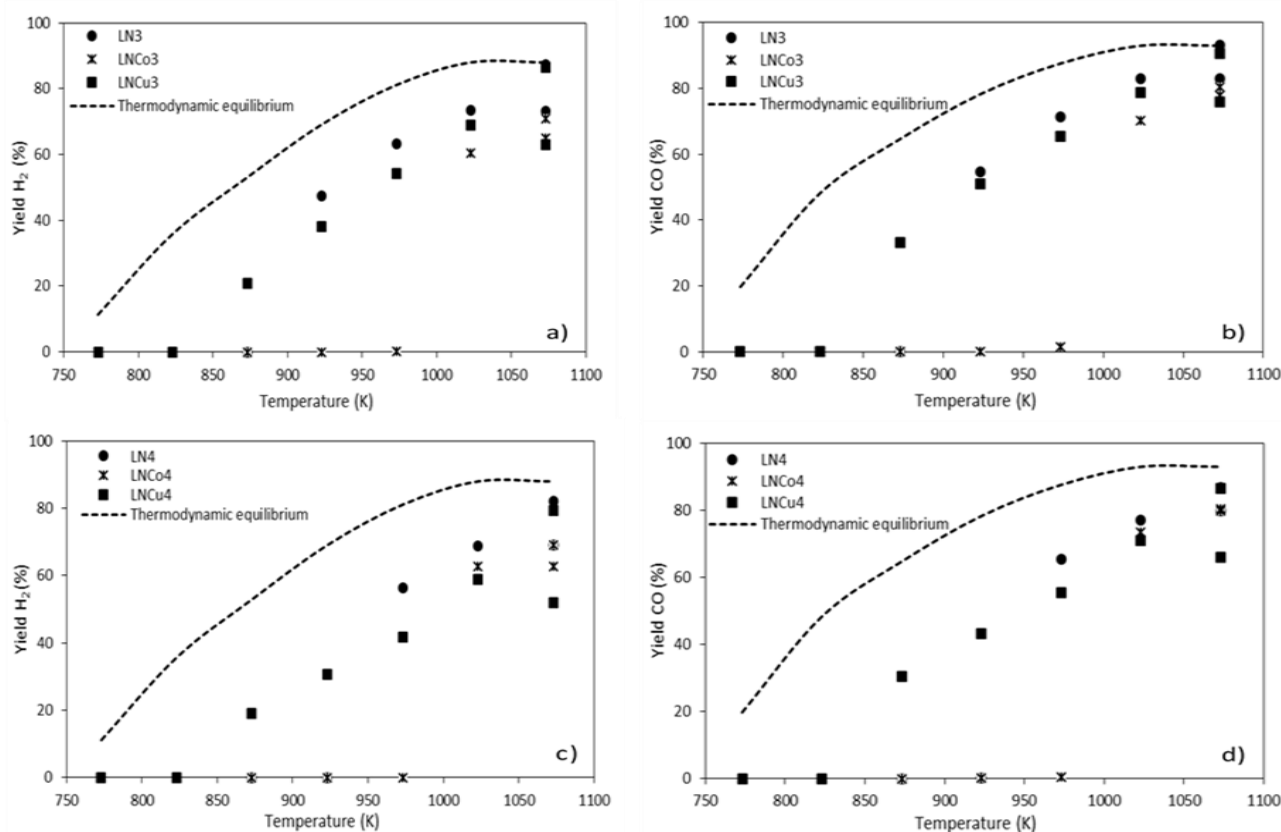 100
80
60
40
20
0
Yield H2 (%)
LN3
LNCo3
LNCu3
Thermodynamic equilibrium
a)
750 800 850 900 950 1000 1050 1100
Temperature (K)
100
80
60
40
20
0
Yield CO (%)
LN3
LNCo3
LNCu3
Thermodynamic equilibrium
b)
750 800 850 900 950 1000 1050 1100
Temperature (K)
100
80
60
40
20
0
Yield H2 (%)
LN4
LNCo4
LNCu4
Thermodynamic equilibrium
c)
750 800 850 900 950 1000 1050 1100
Temperature (K)
100
80
60
40
20
0
Yield CO (%)
LN4
LNCo4
LNCu4
Thermodynamic equilibrium
d)
750 800 850 900 950 1000 1050 1100
Temperature (K)